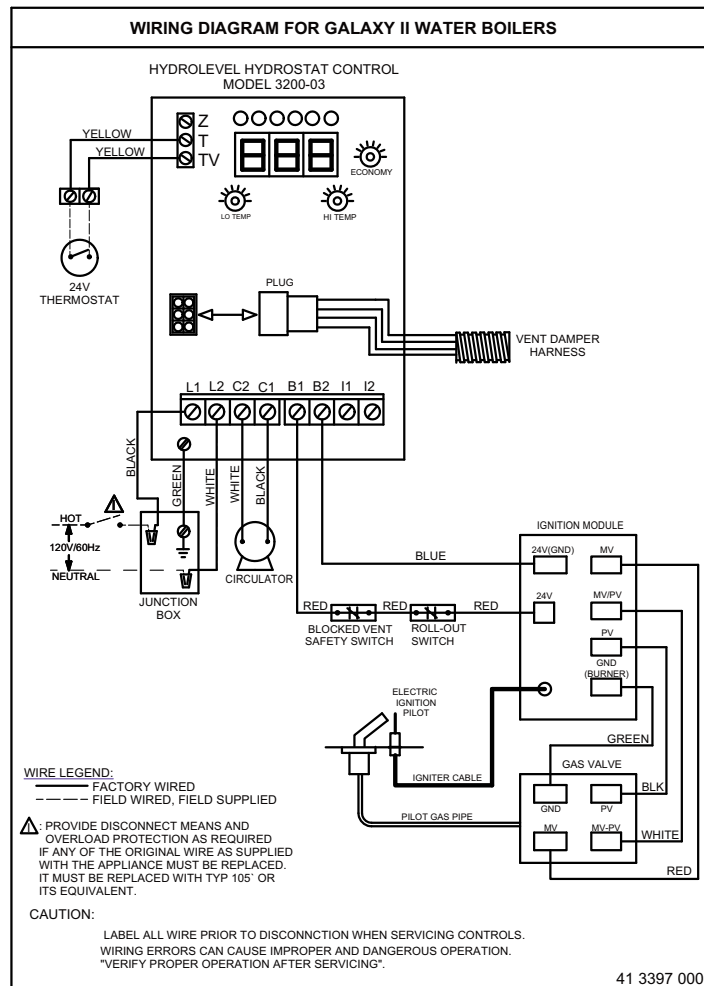 WIRING DIAGRAM FOR GALAXY II WATER BOILERS
HYDROLEVEL HYDROSTAT CONTROL
MODEL 3200-03
Z
T
TV
YELLOW
YELLOW
ECONOMY
LO TEMP
HI TEMP
24V
THERMOSTAT
PLUG
VENT DAMPER
HARNESS
L1 L2 C2 C1 B1 B2 I1 I2
BLACK
GREEN
WHITE
WHITE
BLACK
HOT
120V/60Hz
NEUTRAL
JUNCTION
BOX
CIRCULATOR
BLUE
RED
RED
RED
BLOCKED VENT
SAFETY SWITCH
ROLL-OUT
SWITCH
IGNITION MODULE
24V(GND)
MV
24V
MV/PV
PV
GND
(BURNER)
ELECTRIC
IGNITION
PILOT
IGNITER CABLE
PILOT GAS PIPE
GREEN
GAS VALVE
GND
PV
BLK
MV
MV-PV
WHITE
RED
WIRE LEGEND:
FACTORY WIRED
FIELD WIRED, FIELD SUPPLIED
: PROVIDE DISCONNECT MEANS AND
OVERLOAD PROTECTION AS REQUIRED
IF ANY OF THE ORIGINAL WIRE AS SUPPLIED
WITH THE APPLIANCE MUST BE REPLACED.
IT MUST BE REPLACED WITH TYP 105` OR
ITS EQUIVALENT.
CAUTION:
LABEL ALL WIRE PRIOR TO DISCONNCTION WHEN SERVICING CONTROLS.
WIRING ERRORS CAN CAUSE IMPROPER AND DANGEROUS OPERATION.
"VERIFY PROPER OPERATION AFTER SERVICING".
41 3397 000